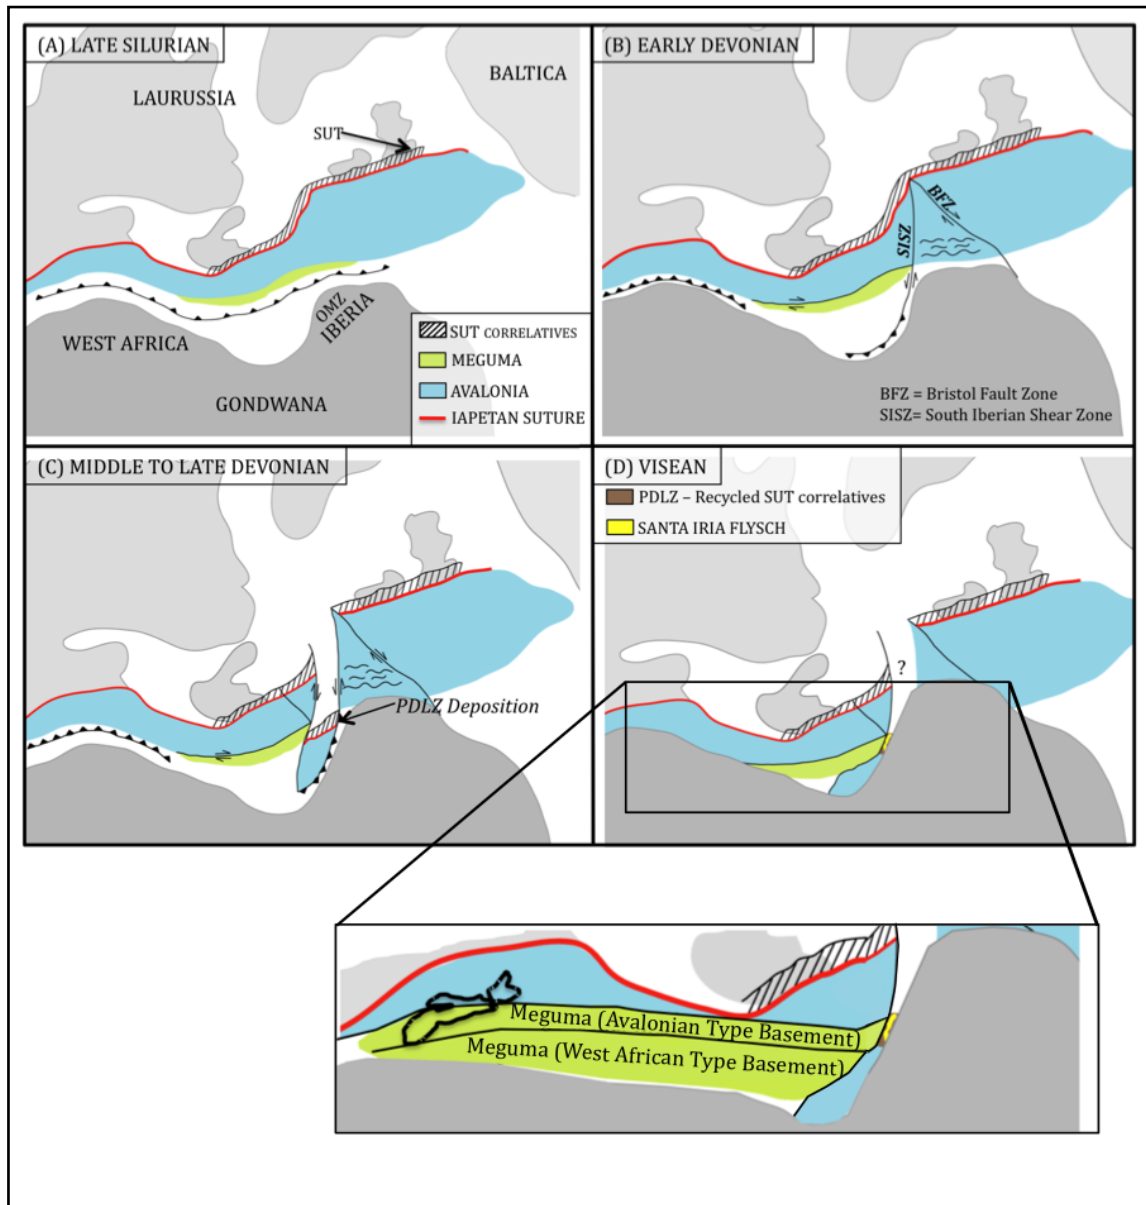 (A) LATE SILURIAN
LAURUSSIA
BALTICA
SUT
OMZ
IBERIA
WEST AFRICA
GONDWANA
SUT CORRELATIVES
MEGUMA
AVALONIA
IAPETAN SUTURE
(B) EARLY DEVONIAN
BFZ
SISZ
BFZ = Bristol Fault Zone
SISZ= South Iberian Shear Zone
(C) MIDDLE TO LATE DEVONIAN
PDLZ Deposition
(D) VISEAN
PDLZ – Recycled SUT correlatives
SANTA IRIA FLYSCH
?
Meguma (Avalonian Type Basement)
Meguma (West African Type Basement)